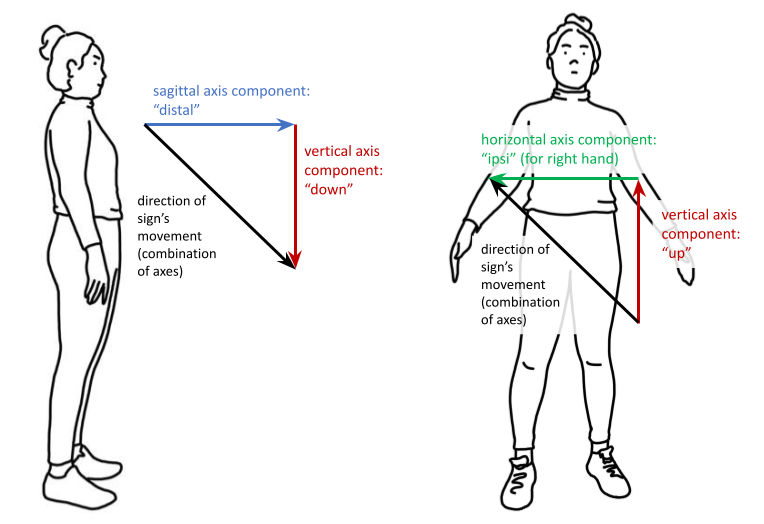 sagittal axis component:
“distal”
vertical axis
component:
“down”
direction of
sign’s
movement
(combination
of axes)
horizontal axis component:
“ipsi” (for right hand)
vertical axis
component:
“up”
direction of
sign’s
movement
(combination
of axes)